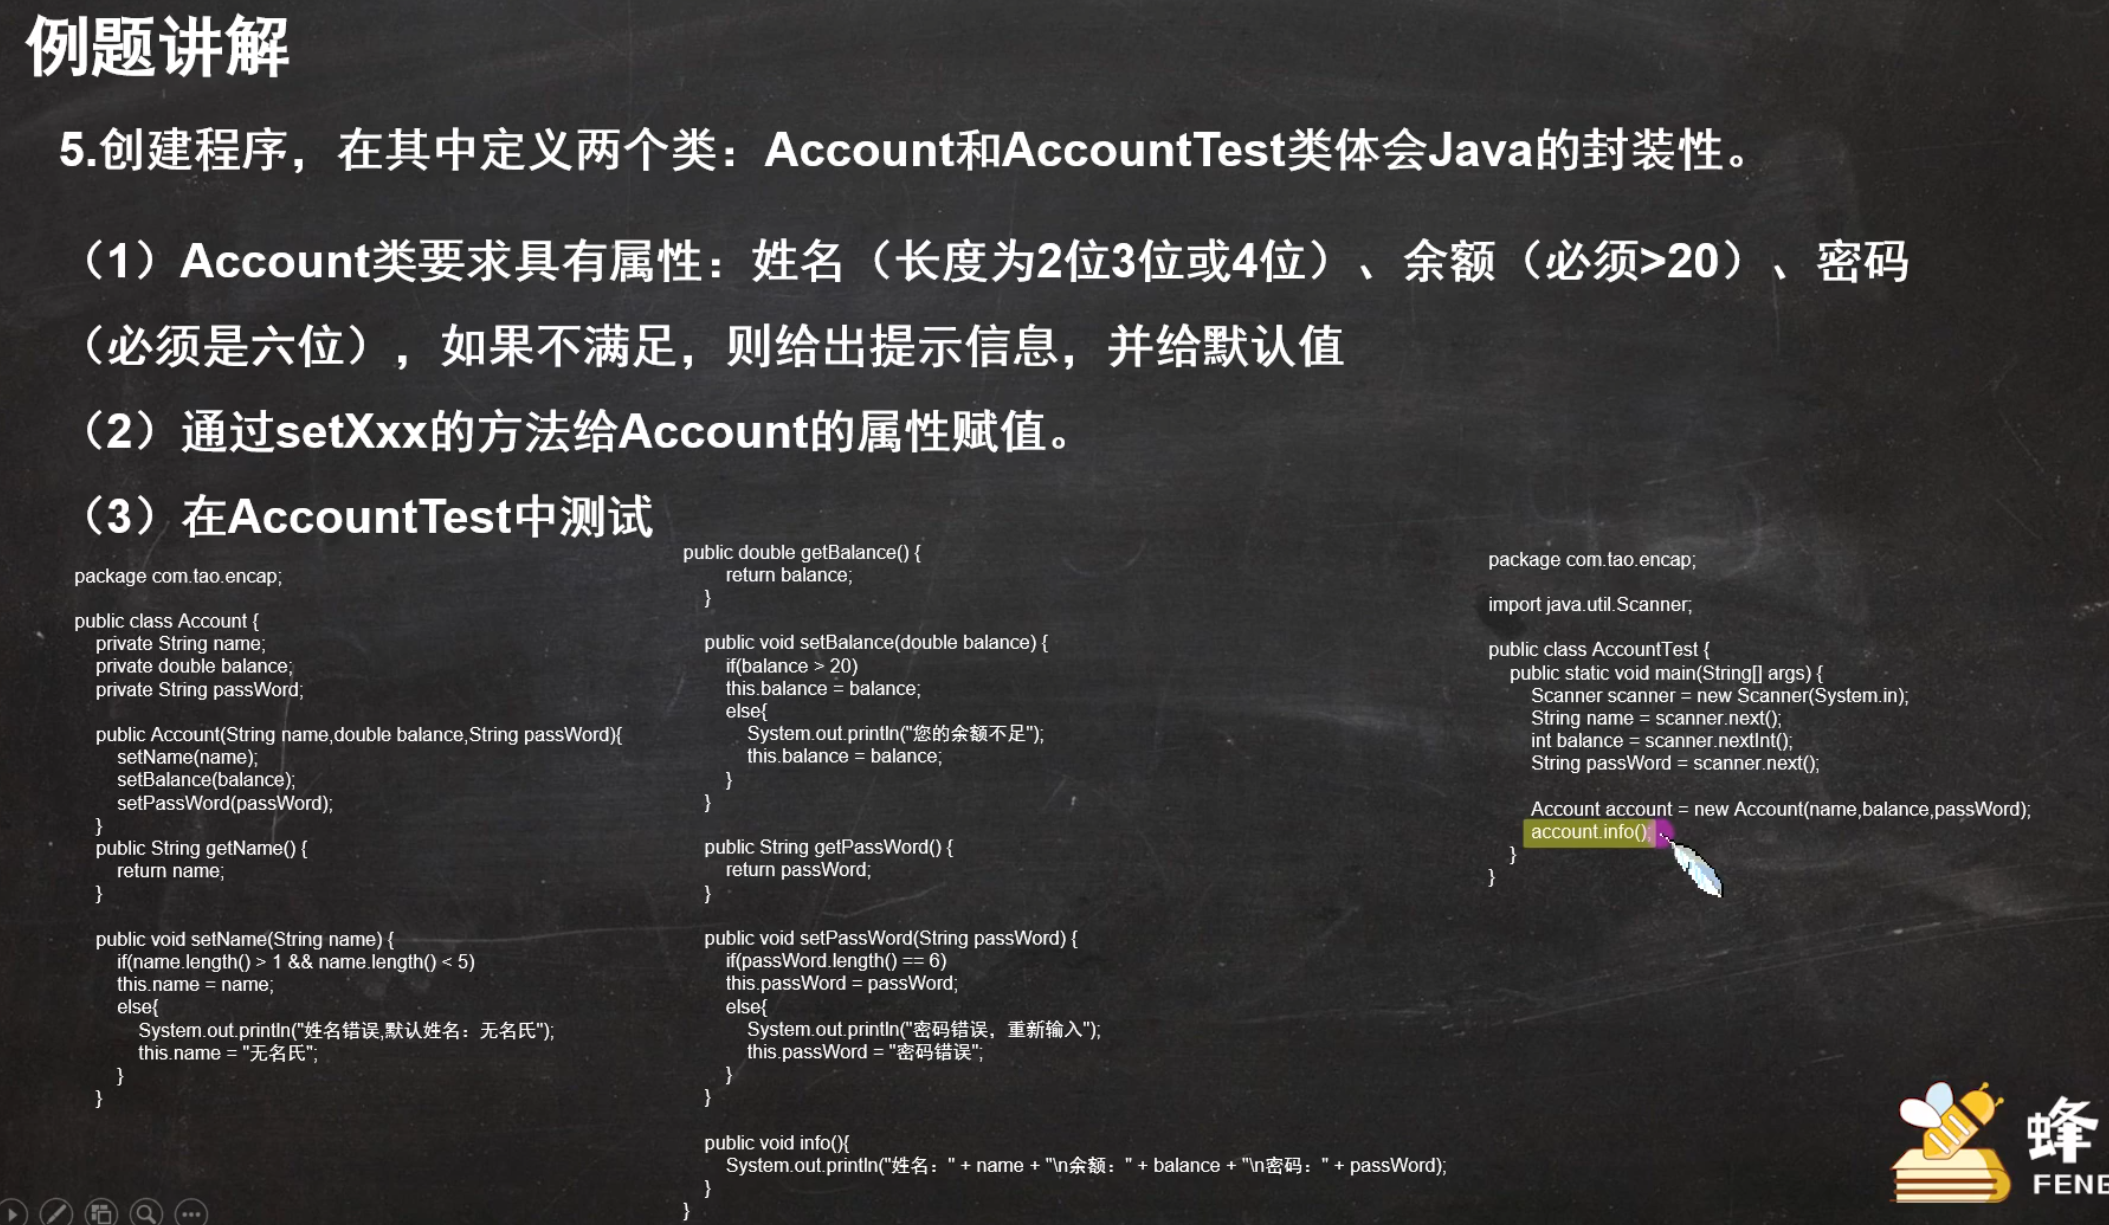 例题讲解
5.创建程序，在其中定义两个类：Account和AccountTest类体会Java的封装性。
（1）Account类要求具有属性：姓名（长度为2位3位或4位）、余额（必须>20）、密码
（必须是六位），如果不满足，则给出提示信息，并给默认值
（2）通过setXxx的方法给Account的属性赋值。
（3）在AccountTest中测试
package com.tao.encap;
public class Account {
private String name;
private double balance;
private String passWord;
public Account(String name,double balance,String passWord){
setName(name);
setBalance(balance);
setPassWord(passWord);
}
public String getName() {
return name;
}
public void setName(String name) {
if(name.length() > 1 && name.length() < 5)
this.name = name;
else{
System.out.println("姓名错误,默认姓名：无名氏");
this.name = "无名氏";
}
}
public double getBalance() {
return balance;
}
public void setBalance(double balance) {
if(balance > 20)
this.balance = balance;
else{
System.out.println("您的余额不足");
this.balance = balance;
}
}
public String getPassWord() {
return passWord;
}
public void setPassWord(String passWord) {
if(passWord.length() == 6)
this.passWord = passWord;
else{
System.out.println("密码错误，重新输入");
this.passWord = "密码错误";
}
}
public void info(){
System.out.println("姓名：" + name + "\n余额：" + balance + "\n密码：" + passWord);
}
}
package com.tao.encap;
import java.util.Scanner;
public class AccountTest {
public static void main(String[] args) {
Scanner scanner = new Scanner(System.in);
String name = scanner.next();
int balance = scanner.nextInt();
String passWord = scanner.next();
Account account = new Account(name,balance,passWord);
account.info();
}
}
蜂
FENG